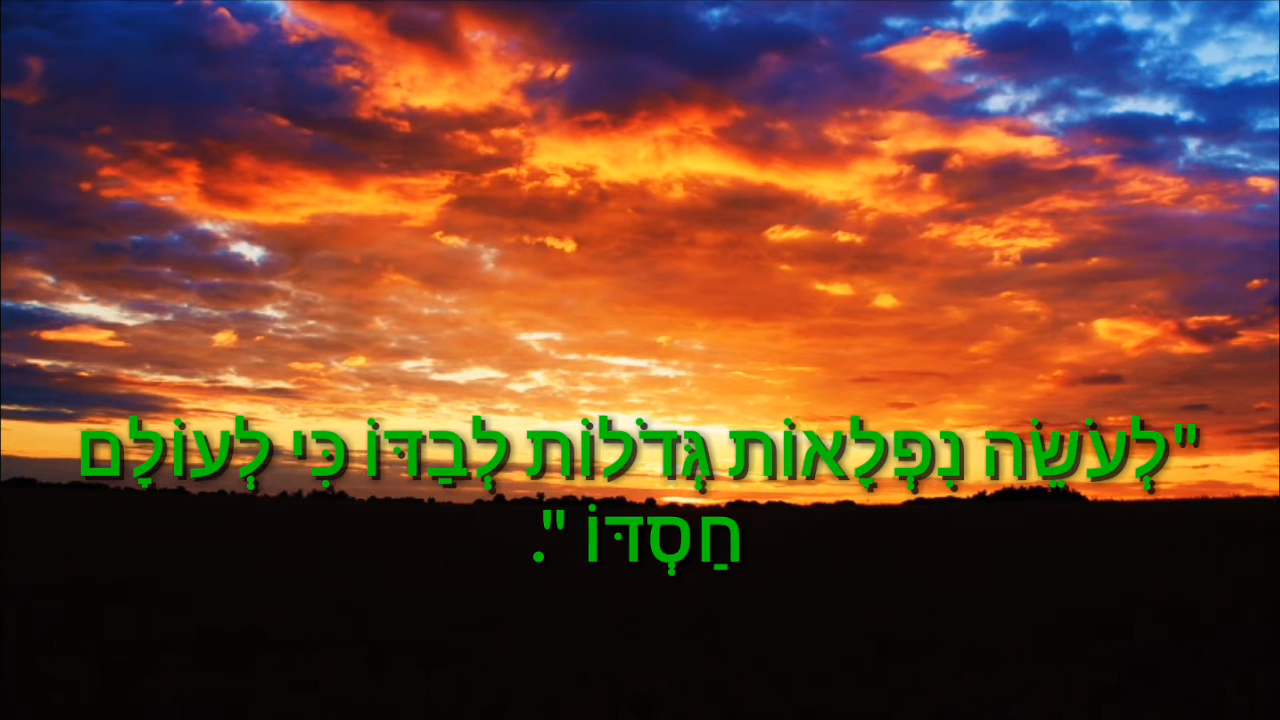 "לְעֹשֵׂה נִפְלָאוֹת גְּדֹלוֹת לְבַדּוֹ כִּי לְעוֹלָם
חַסְדּוֹ ".